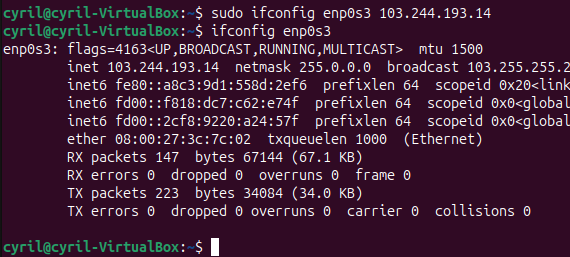 cyril@cyril-VirtualBox:~$ sudo ifconfig enp0s3 103.244.193.14
cyril@cyril-VirtualBox:~$ ifconfig enp0s3
enp0s3: flags=4163<UP,BROADCAST,RUNNING,MULTICAST>  mtu 1500
        inet 103.244.193.14  netmask 255.0.0.0  broadcast 103.255.255.2
        inet6 fe80::a8c3:9d1:558d:2ef6  prefixlen 64  scopeid 0x20<link
        inet6 fd00::f818:dc7:c62:e74f  prefixlen 64  scopeid 0x0<global
        inet6 fd00::2cf8:9220:a24:57f  prefixlen 64  scopeid 0x0<global
        ether 08:00:27:3c:7c:02  txqueuelen 1000  (Ethernet)
        RX packets 147  bytes 67144 (67.1 KB)
        RX errors 0  dropped 0  overruns 0  frame 0
        TX packets 223  bytes 34084 (34.0 KB)
        TX errors 0  dropped 0 overruns 0  carrier 0  collisions 0
cyril@cyril-VirtualBox:~$